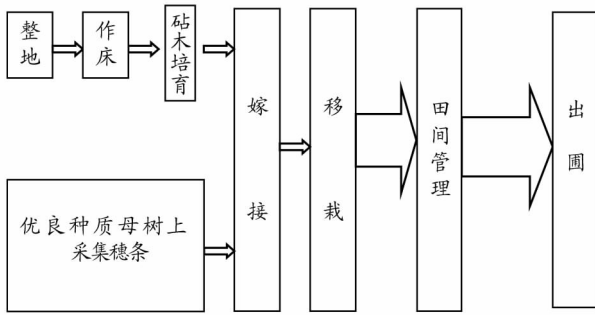 整地
作床
砧木培育
嫁接
移栽
田间管理
出圃
优良种质母树上
采集穗条